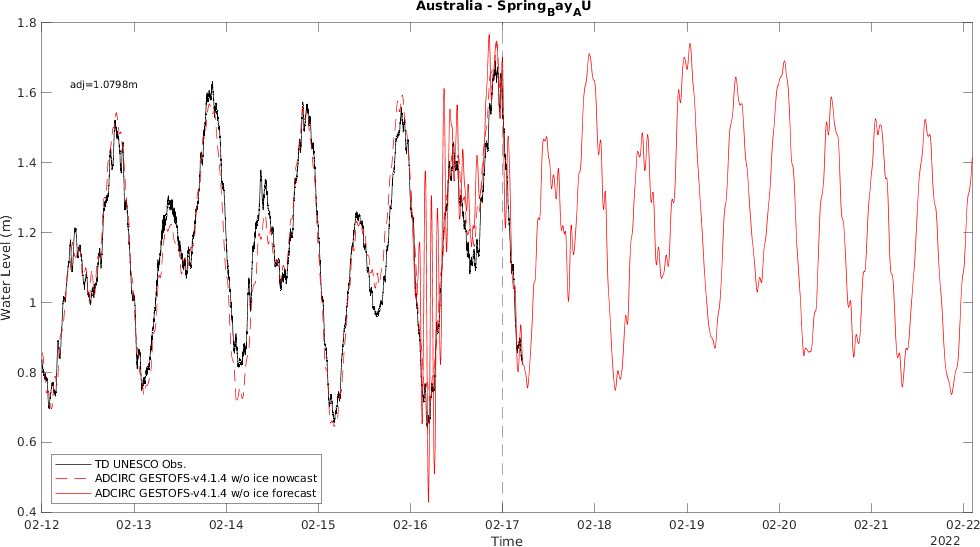 Australia - Spring_Bay_AU
adj=1.0798m
Water Level (m)
1.8
1.6
1.4
1.2
1
0.8
0.6
0.4
TD UNESCO Obs.
ADCIRC GESTOFS-v4.1.4 w/o ice nowcast
ADCIRC GESTOFS-v4.1.4 w/o ice forecast
02-12 02-13 02-14 02-15 02-16 02-17 02-18 02-19 02-20 02-21 02-22
Time
2022